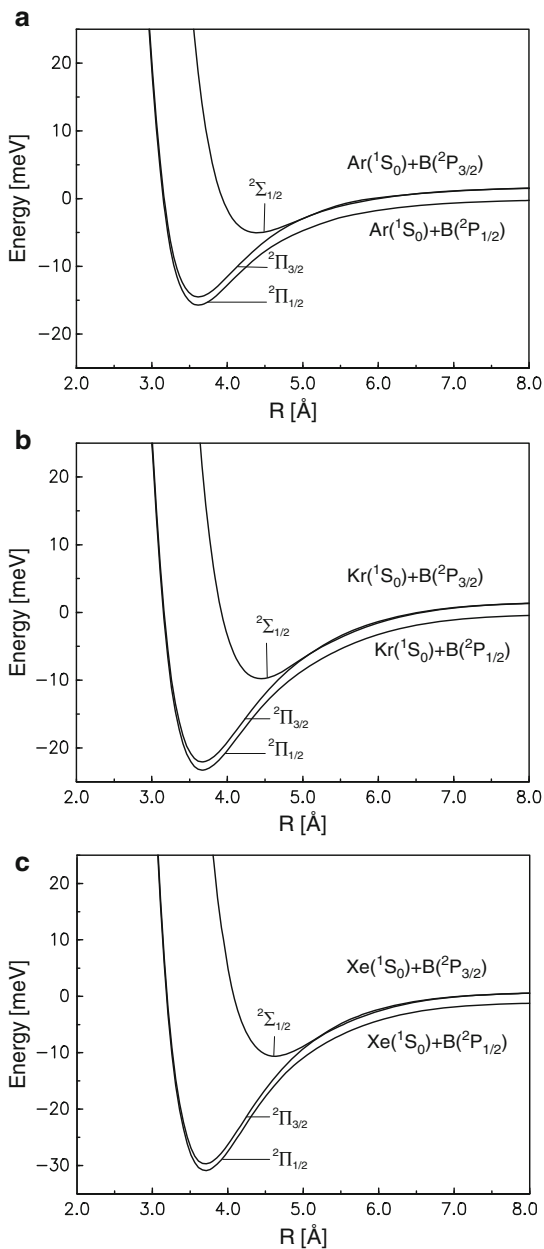 a
20
10
0
−10
−20
Energy [meV]
²Σ₁/₂
²Π₃/₂
²Π₁/₂
Ar(¹S₀)+B(²P₃/₂)
Ar(¹S₀)+B(²P₁/₂)
2.0 3.0 4.0 5.0 6.0 7.0 8.0
R [Å]
b
20
10
0
−10
−20
Energy [meV]
²Σ₁/₂
²Π₃/₂
²Π₁/₂
Kr(¹S₀)+B(²P₃/₂)
Kr(¹S₀)+B(²P₁/₂)
2.0 3.0 4.0 5.0 6.0 7.0 8.0
R [Å]
c
20
10
0
−10
−20
−30
Energy [meV]
²Σ₁/₂
²Π₃/₂
²Π₁/₂
Xe(¹S₀)+B(²P₃/₂)
Xe(¹S₀)+B(²P₁/₂)
2.0 3.0 4.0 5.0 6.0 7.0 8.0
R [Å]